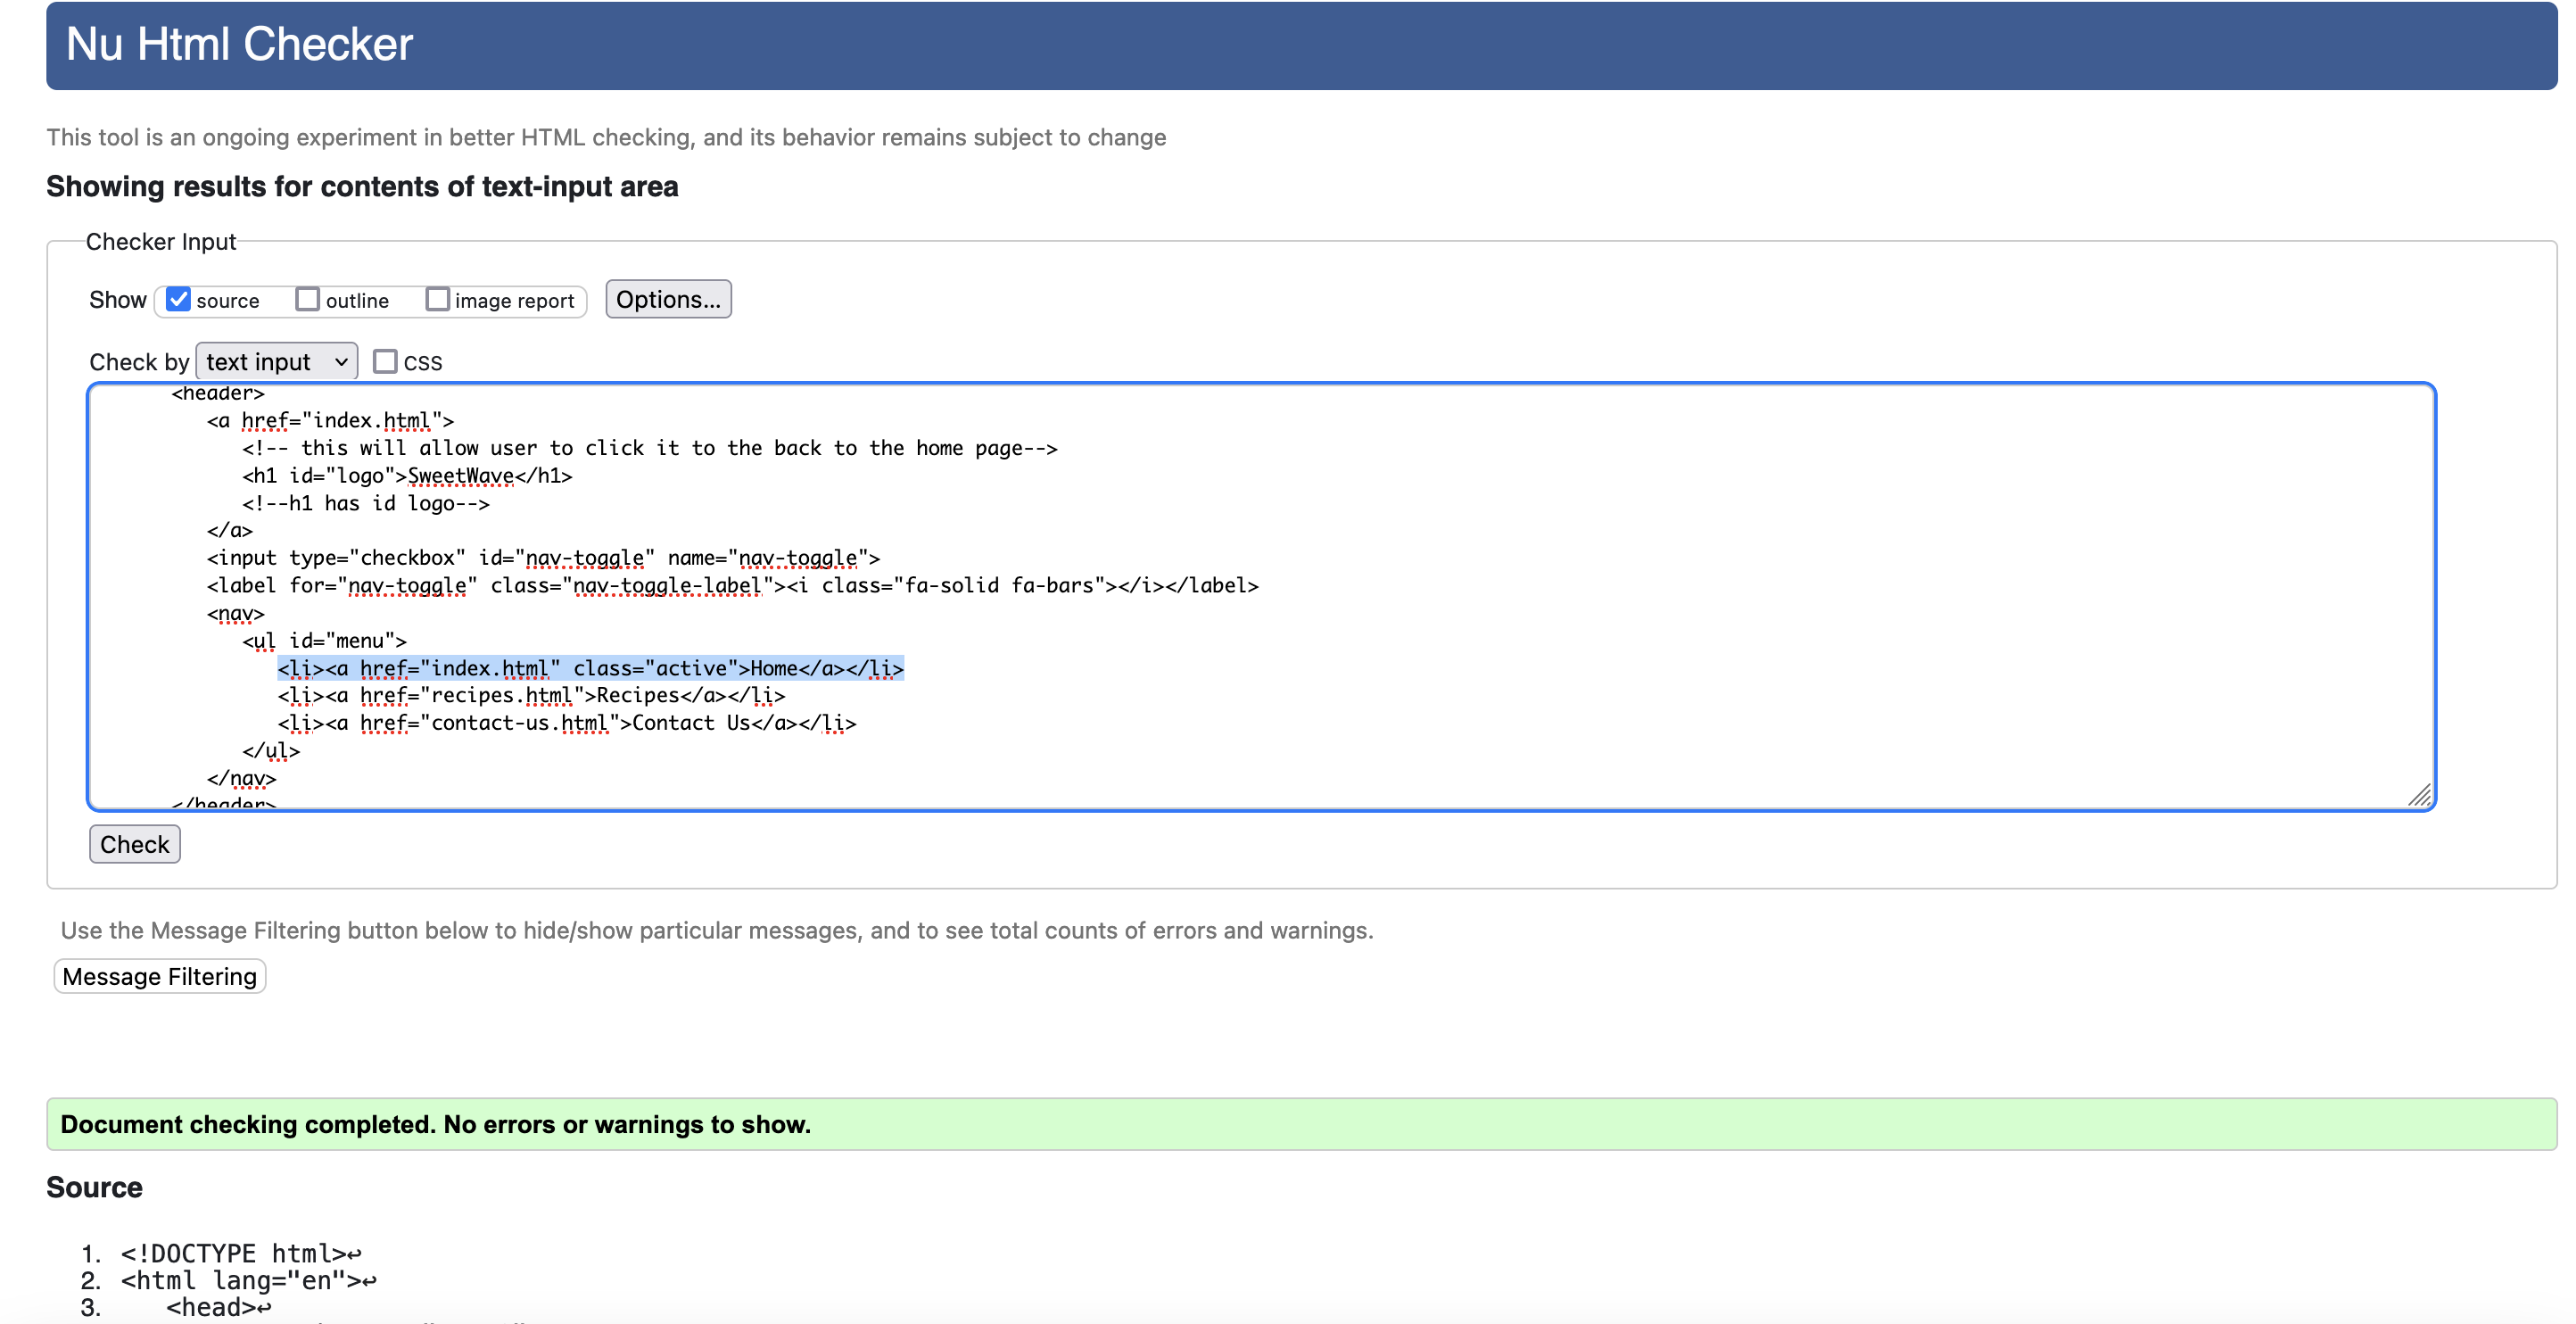 Nu Html Checker
This tool is an ongoing experiment in better HTML checking, and its behavior remains subject to change
Showing results for contents of text-input area
Checker Input
Show source outline image report Options...
Check by text input CSS
<header>
<a href="index.html">
<!-- this will allow user to click it to the back to the home page-->
<h1 id="logo">SweetWave</h1>
<!--h1 has id logo-->
</a>
<input type="checkbox" id="nav-toggle" name="nav-toggle">
<label for="nav-toggle" class="nav-toggle-label"><i class="fa-solid fa-bars"></i></label>
<nav>
<ul id="menu">
<li><a href="index.html" class="active">Home</a></li>
<li><a href="recipes.html">Recipes</a></li>
<li><a href="contact-us.html">Contact Us</a></li>
</ul>
</nav>
</header>
Check
Use the Message Filtering button below to hide/show particular messages, and to see total counts of errors and warnings.
Message Filtering
Document checking completed. No errors or warnings to show.
Source
1. <!DOCTYPE html>↩
2. <html lang="en">↩
3. <head>↩